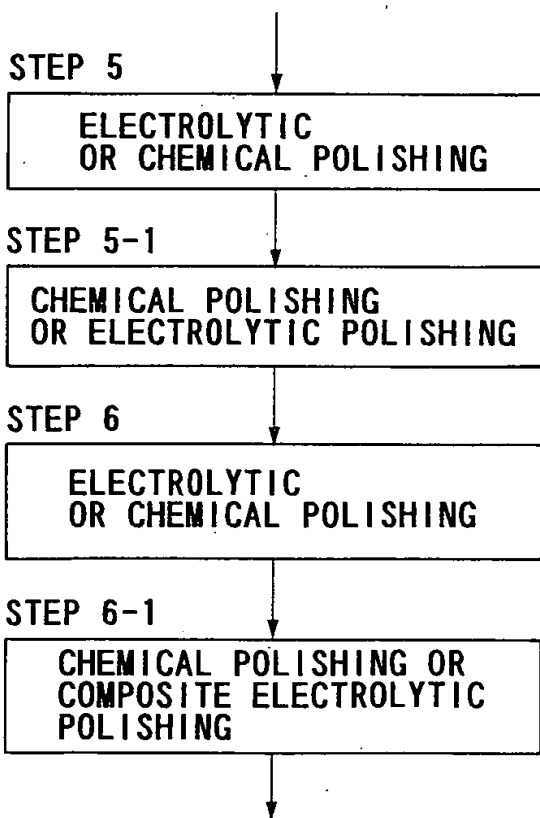 STEP 5
ELECTROLYTIC
OR CHEMICAL POLISHING
STEP 5-1
CHEMICAL POLISHING
OR ELECTROLYTIC POLISHING
STEP 6
ELECTROLYTIC
OR CHEMICAL POLISHING
STEP 6-1
CHEMICAL POLISHING OR
COMPOSITE ELECTROLYTIC
POLISHING